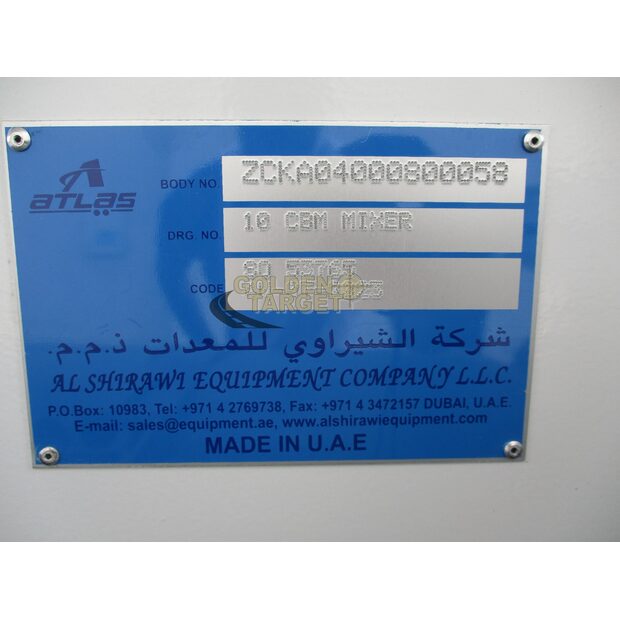 ATLAS
BODY NO. ZCKA04000800058
DRG. NO. 10 CBM MIXER
CODE
GOLDEN
TARGET
شركة الشيراوي للمعدات ذ.م.م.
AL SHIRAWI EQUIPMENT COMPANY L.L.C.
P.O.Box: 10983, Tel: +971 4 2769738, Fax: +971 4 3472157 DUBAI, U.A.E.
E-mail: sales@equipment.ae, www.alshirawiequipment.com
MADE IN U.A.E